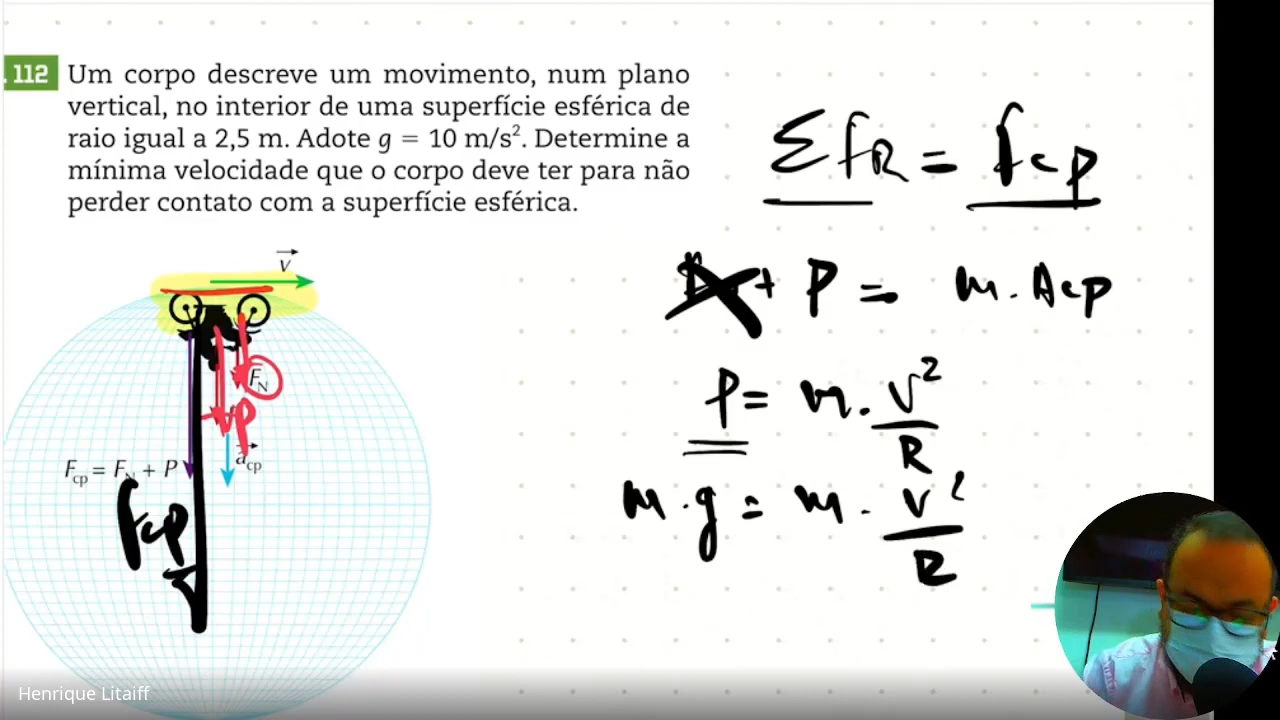 . 112
Um corpo descreve um movimento, num plano
vertical, no interior de uma superfície esférica de
raio igual a 2,5 m. Adote g = 10 m/s². Determine a
mínima velocidade que o corpo deve ter para não
perder contato com a superfície esférica.
v
F_N
P
a_cp
F_cp = F_N + P
Fcp
ΣFR = Fcp
+ P = m . Acp
P = m . V²/R
m . g = m . V²/R
Henrique Litaiff